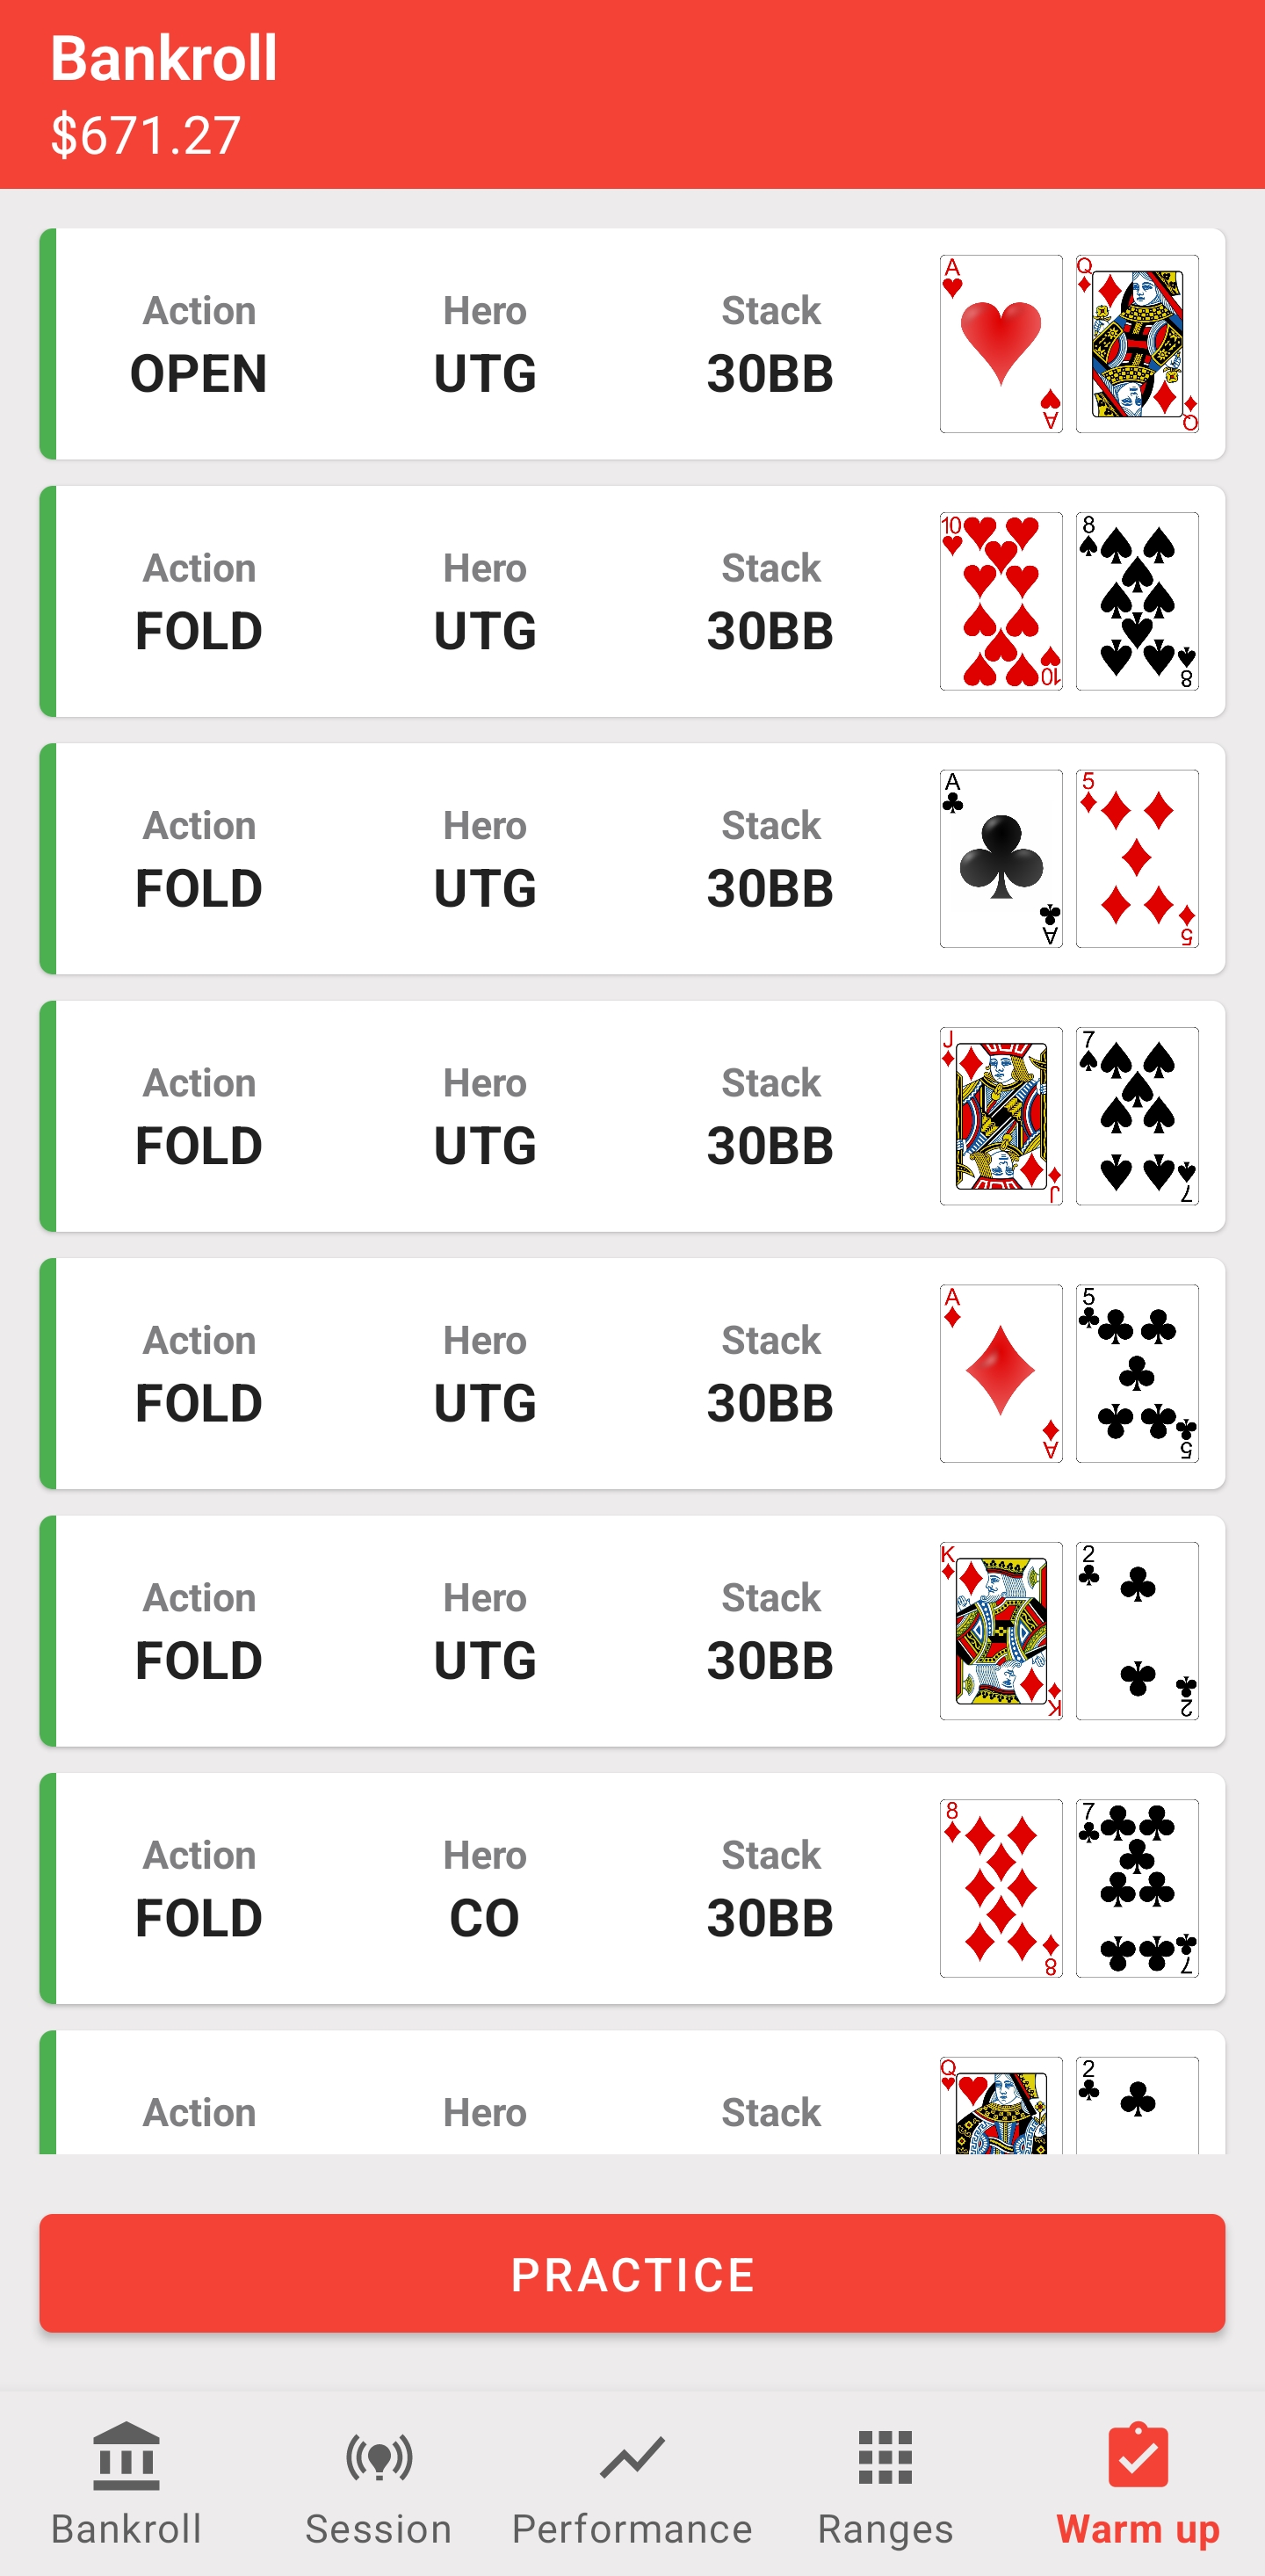 Bankroll
$671.27
Action Hero Stack A Q
OPEN UTG 30BB A Q
Action Hero Stack 10 8
FOLD UTG 30BB 10 8
Action Hero Stack A 5
FOLD UTG 30BB A 5
Action Hero Stack J 7
FOLD UTG 30BB J 7
Action Hero Stack A 5
FOLD UTG 30BB A 5
Action Hero Stack K 2
FOLD UTG 30BB K 2
Action Hero Stack 8 7
FOLD CO 30BB 8 7
Action Hero Stack Q 2
PRACTICE
Bankroll Session Performance Ranges Warm up